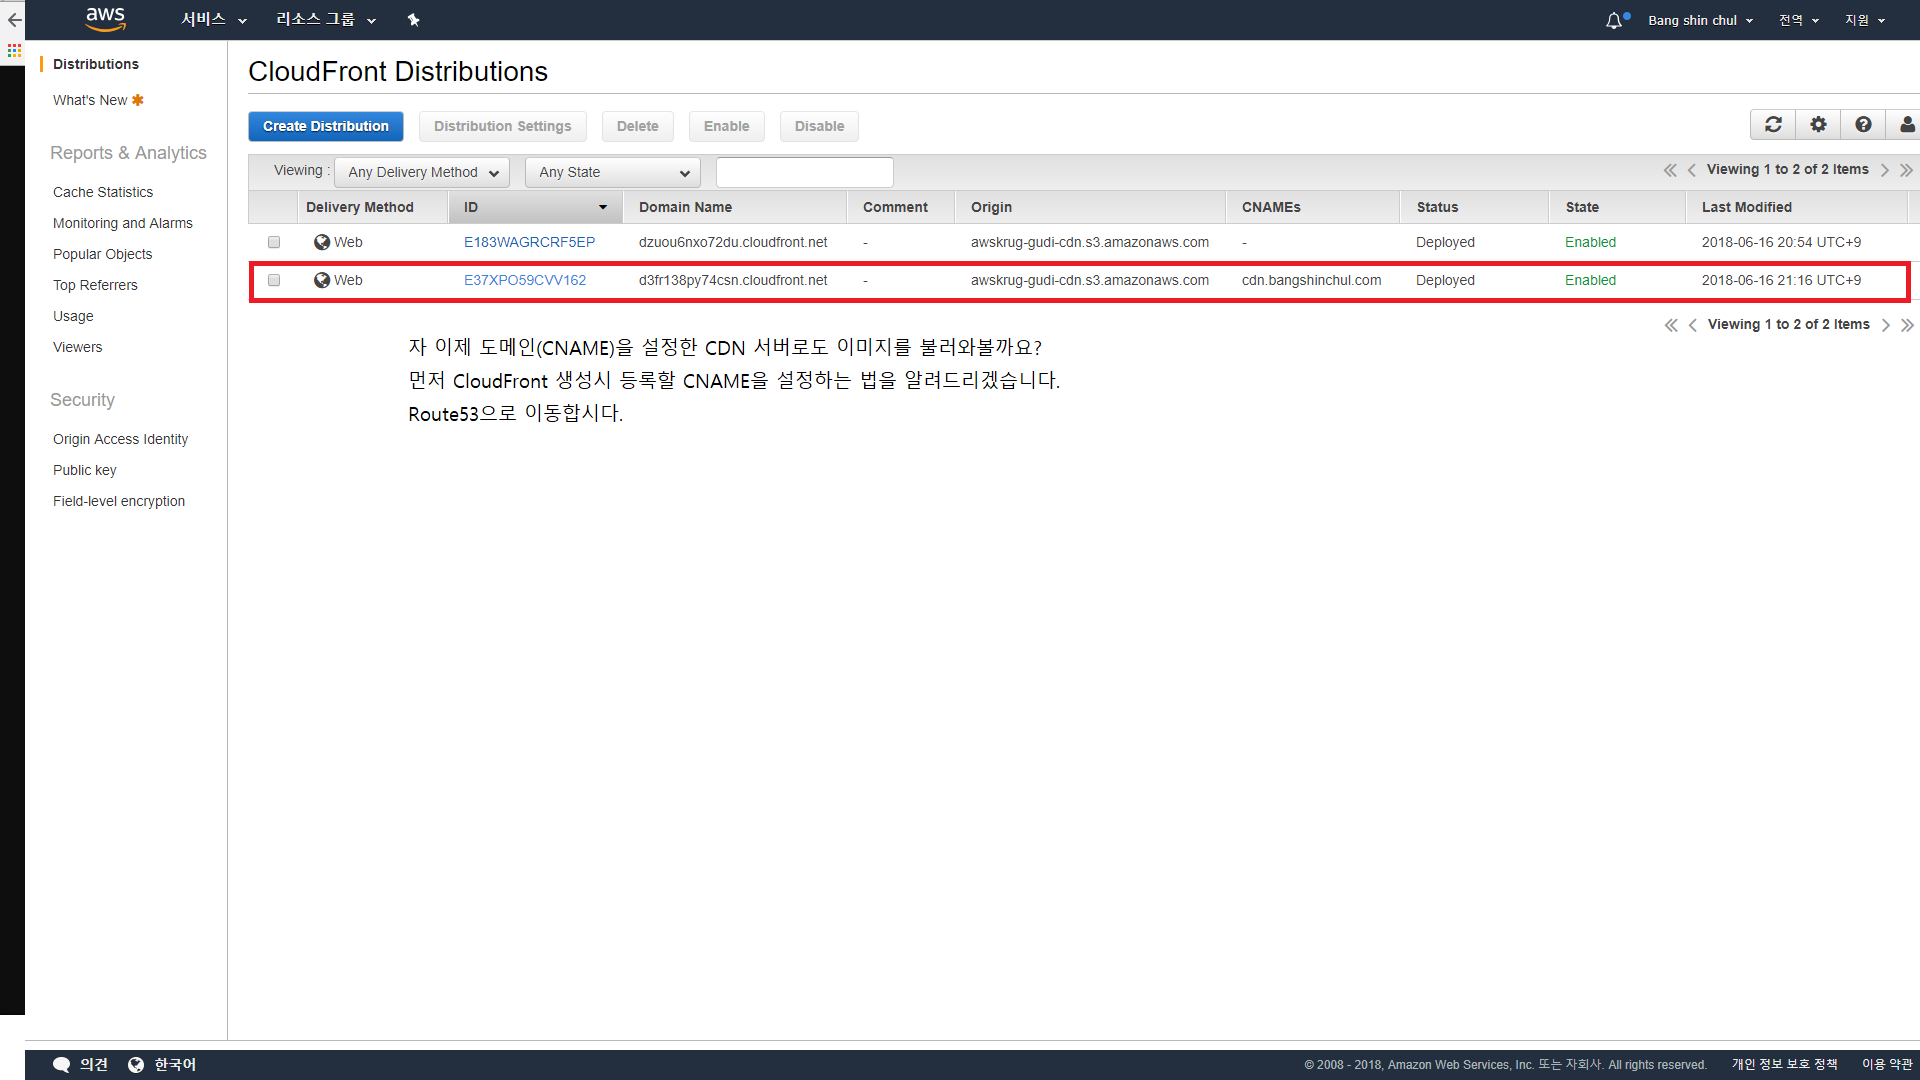 aws 서비스 리소스 그룹 Bang shin chul 전역 지원
Distributions
What's New
Reports & Analytics
Cache Statistics
Monitoring and Alarms
Popular Objects
Top Referrers
Usage
Viewers
Security
Origin Access Identity
Public key
Field-level encryption
CloudFront Distributions
Create Distribution Distribution Settings Delete Enable Disable
Viewing : Any Delivery Method Any State Viewing 1 to 2 of 2 Items
Delivery Method ID Domain Name Comment Origin CNAMEs Status State Last Modified
Web E183WAGRCRF5EP dzuou6nxo72du.cloudfront.net - awskrug-gudi-cdn.s3.amazonaws.com - Deployed Enabled 2018-06-16 20:54 UTC+9
Web E37XPO59CVV162 d3fr138py74csn.cloudfront.net - awskrug-gudi-cdn.s3.amazonaws.com cdn.bangshinchul.com Deployed Enabled 2018-06-16 21:16 UTC+9
Viewing 1 to 2 of 2 Items
자 이제 도메인(CNAME)을 설정한 CDN 서버로도 이미지를 불러와볼까요?
먼저 CloudFront 생성시 등록할 CNAME을 설정하는 법을 알려드리겠습니다.
Route53으로 이동합시다.
의견 한국어 © 2008 - 2018, Amazon Web Services, Inc. 또는 자회사. All rights reserved. 개인 정보 보호 정책 이용 약관